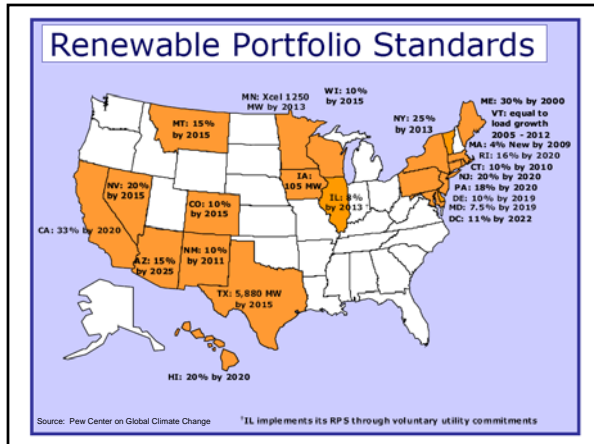 Renewable Portfolio Standards
MN: Xcel 1250
MW by 2013
WI: 10%
by 2015
ME: 30% by 2000
VT: equal to
load growth
2005 - 2012
MA: 4% New by 2009
RI: 16% by 2020
CT: 10% by 2010
NJ: 20% by 2020
PA: 18% by 2020
DE: 10% by 2019
MD: 7.5% by 2019
DC: 11% by 2022
NY: 25%
by 2013
MT: 15%
by 2015
IA:
105 MW
NV: 20%
by 2015
CO: 10%
by 2015
IL: 8%
by 2013
CA: 33% by 2020
AZ: 15%
by 2025
NM: 10%
by 2011
TX: 5,880 MW
by 2015
HI: 20% by 2020
Source: Pew Center on Global Climate Change
*IL implements its RPS through voluntary utility commitments